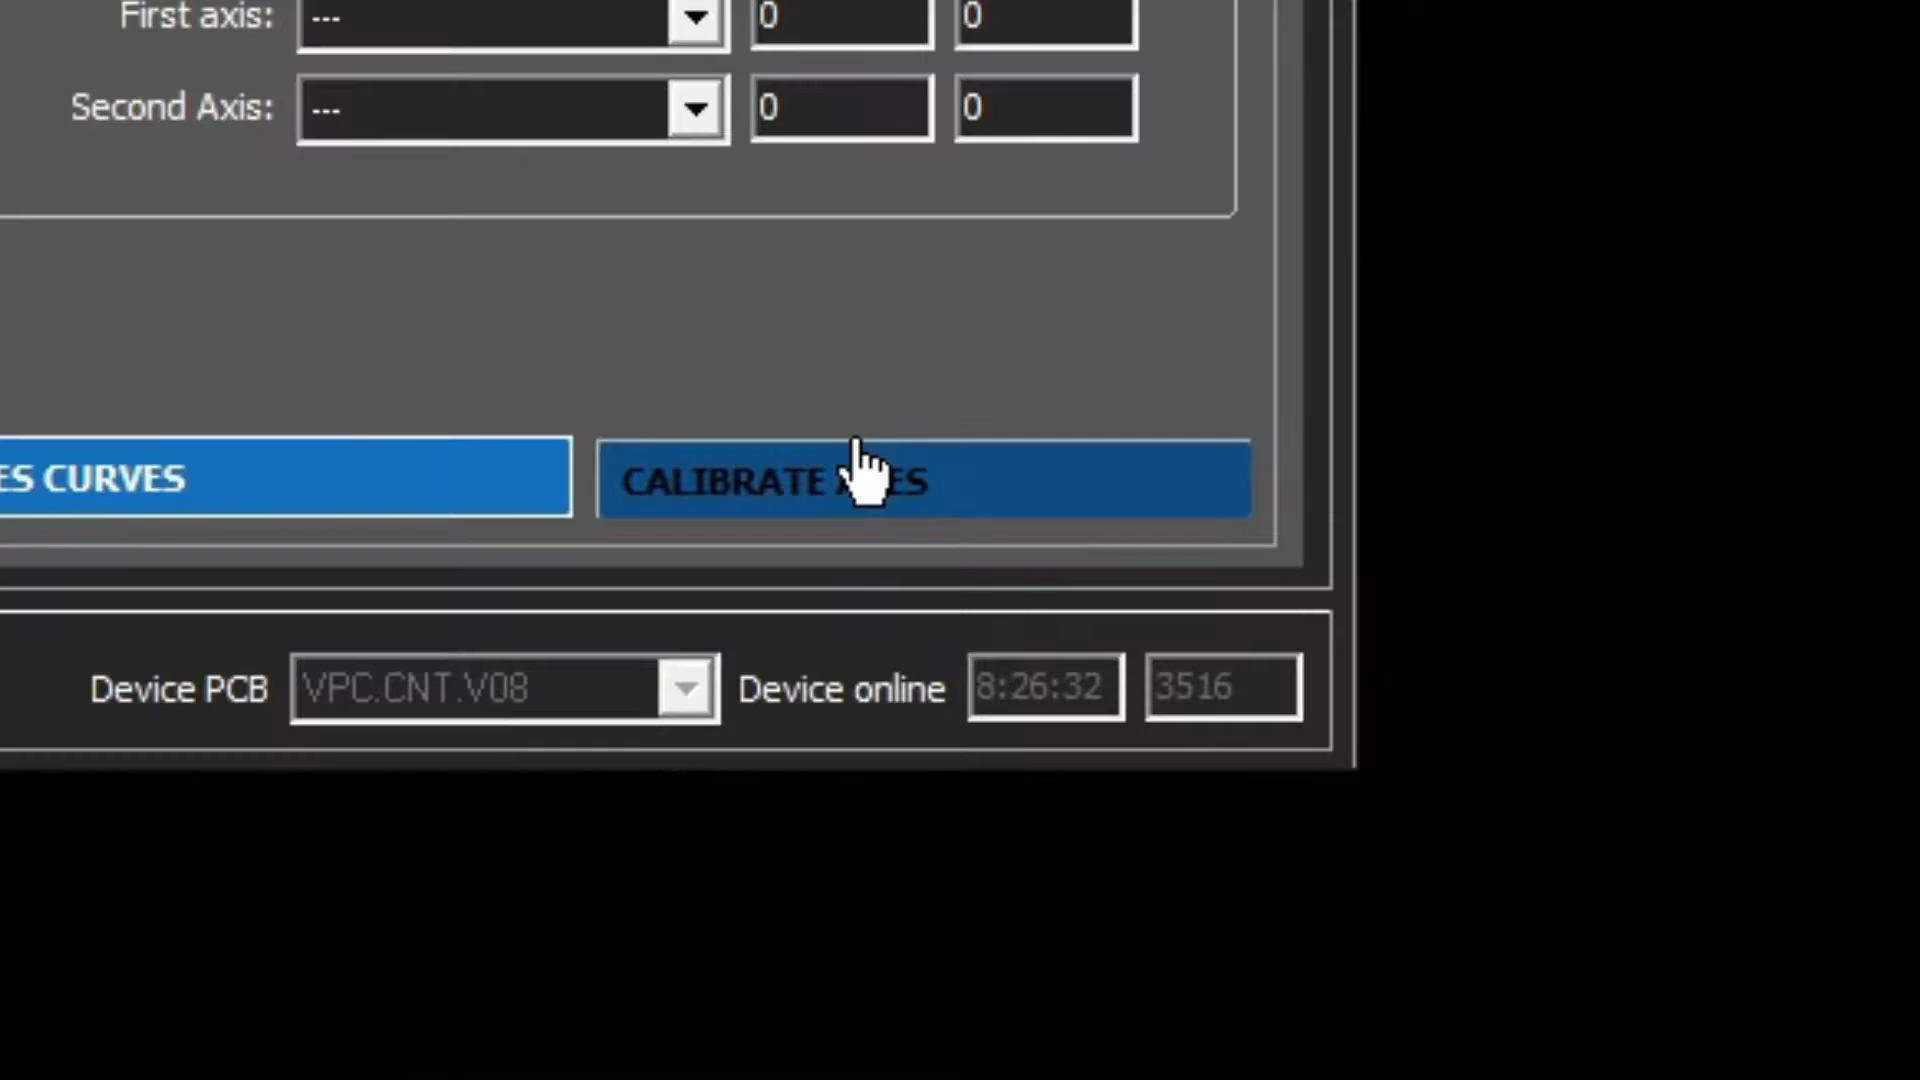 First axis: --- 0 0
Second Axis: --- 0 0
ES CURVES CALIBRATE ES
Device PCB VPC.CNT.V08 Device online 8:26:32 3516